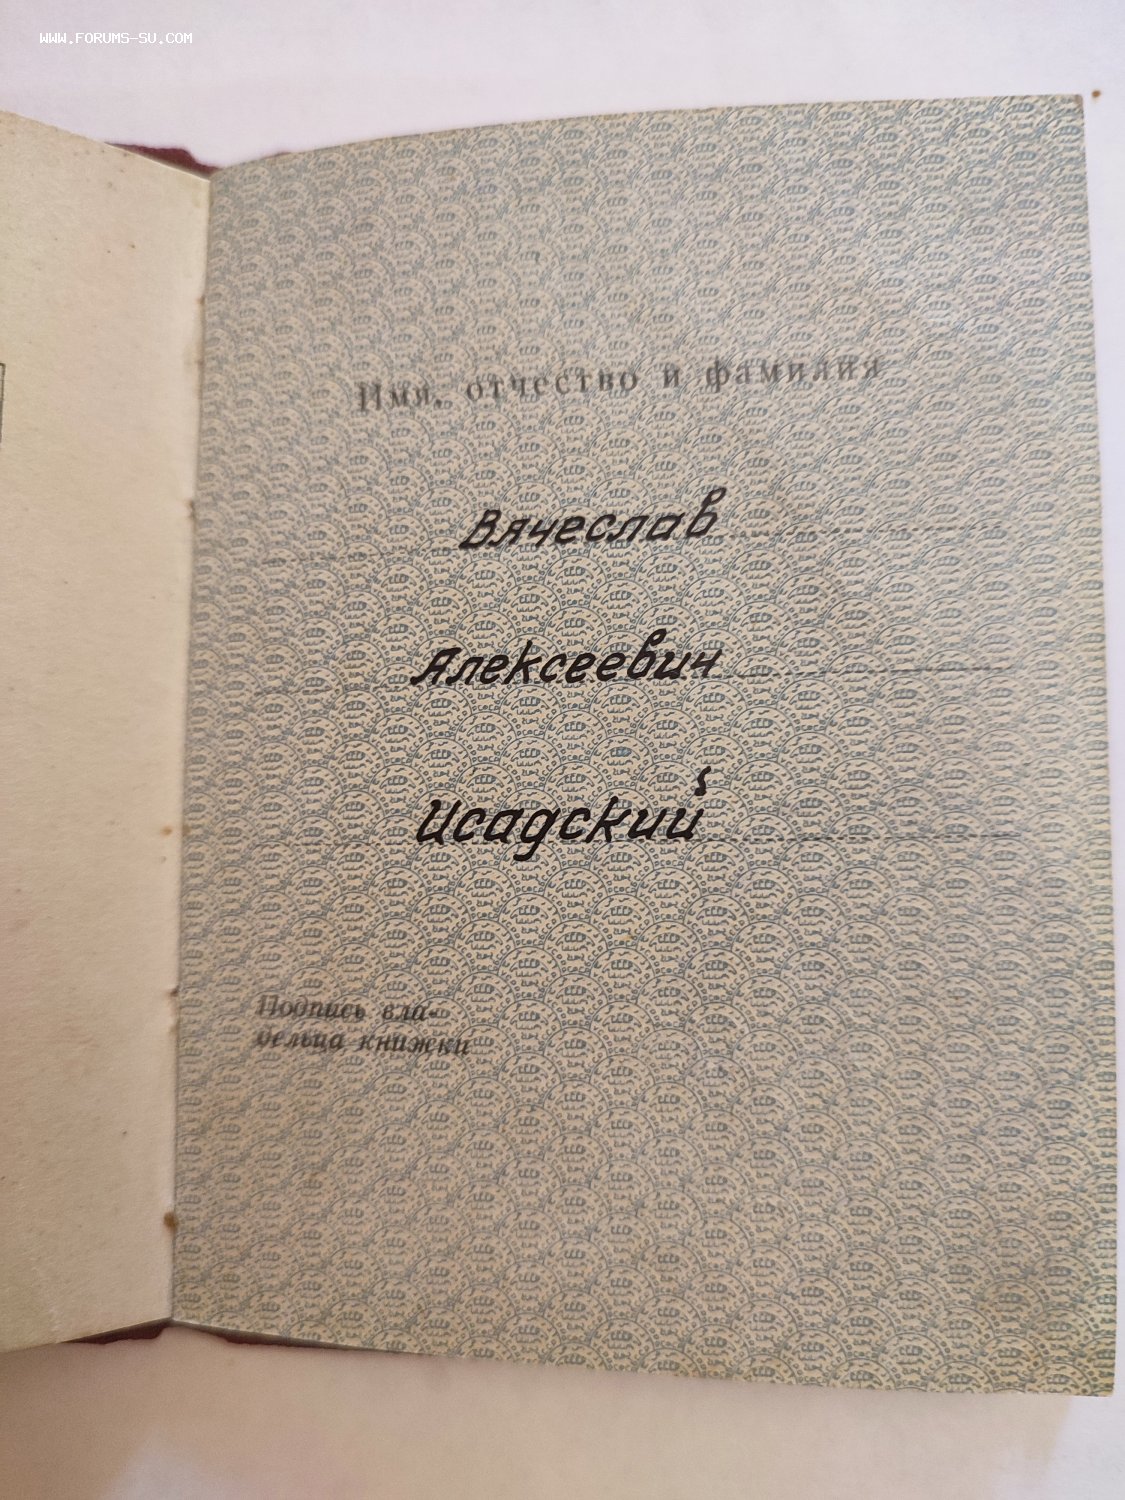 WWW.FORUMS-SU.COM
Имя, отчество и фамилия
Вячеслав
Алексеевич
Исадский
Подпись вла-
дельца книжки